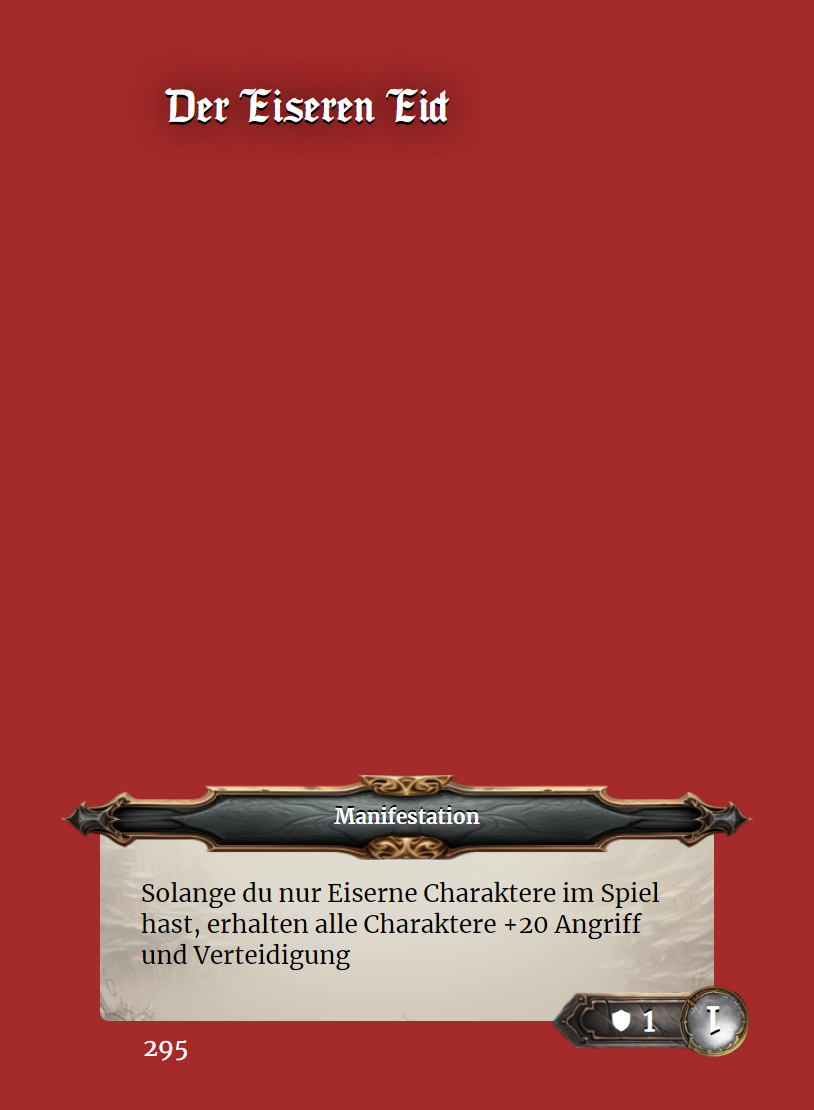 Der Eiseren Eid
Manifestation
Solange du nur Eiserne Charaktere im Spiel
hast, erhalten alle Charaktere +20 Angriff
und Verteidigung
1
295